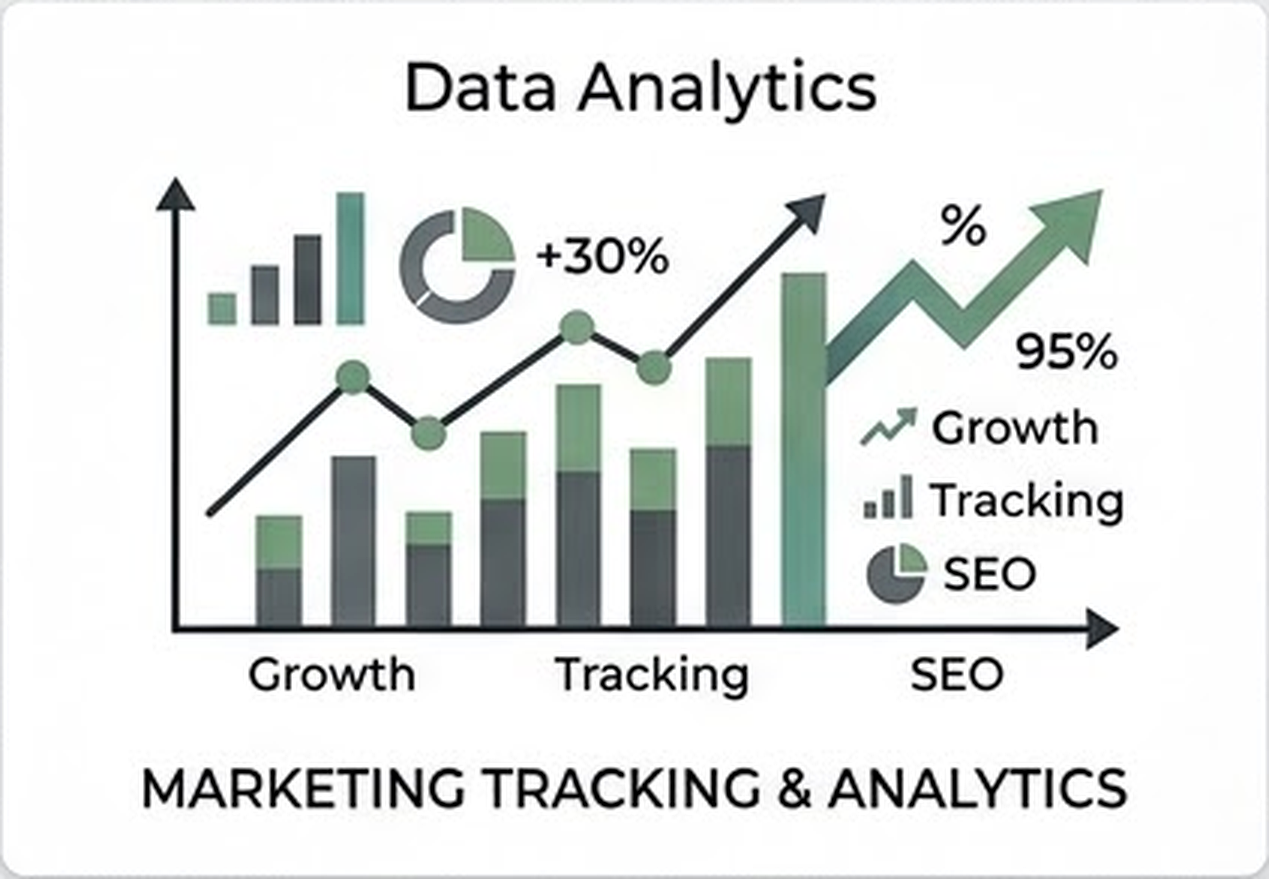 Data Analytics
+30%
%
95%
Growth
Tracking
SEO
Growth
Tracking
SEO
MARKETING TRACKING & ANALYTICS